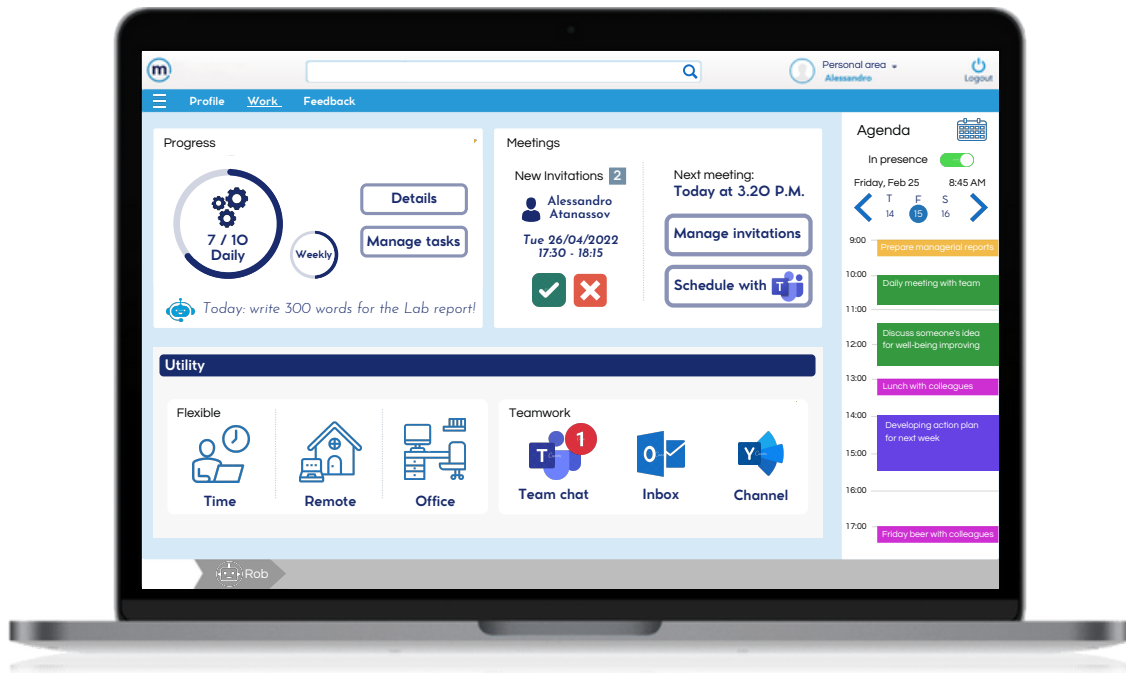 m
Personal area
Alessandro
Logout
Profile
Work
Feedback
Progress
7 / 10
Daily
Weekly
Details
Manage tasks
Today: write 300 words for the Lab report!
Meetings
New Invitations 2
Alessandro
Atanassov
Tue 26/04/2022
17:30 - 18:15
Next meeting:
Today at 3.20 P.M.
Manage invitations
Schedule with T
Utility
Flexible
Time
Remote
Office
Teamwork
T 1
Team chat
O
Inbox
Y
Channel
Rob
Agenda
In presence
Friday, Feb 25 8:45 AM
T F S
14 15 16
9:00
Prepare managerial reports
10:00
Daily meeting with team
11:00
Discuss someone's idea
for well-being improving
12:00
13:00
Lunch with colleagues
14:00
Developing action plan
for next week
15:00
16:00
17:00
Friday beer with colleagues